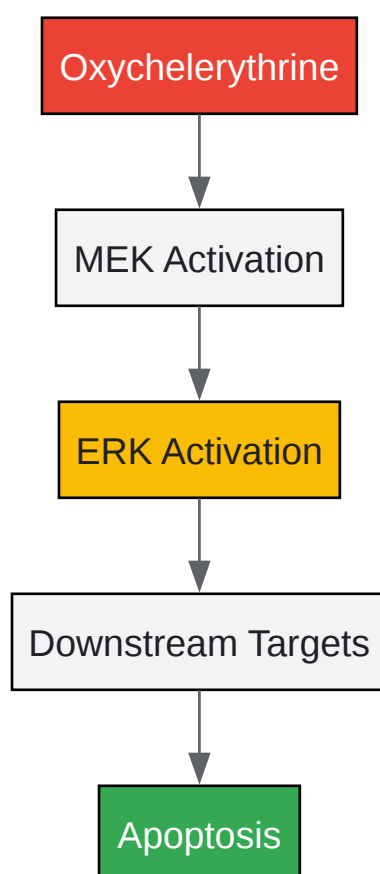 Oxychelerythrine
MEK Activation
ERK Activation
Downstream Targets
Apoptosis